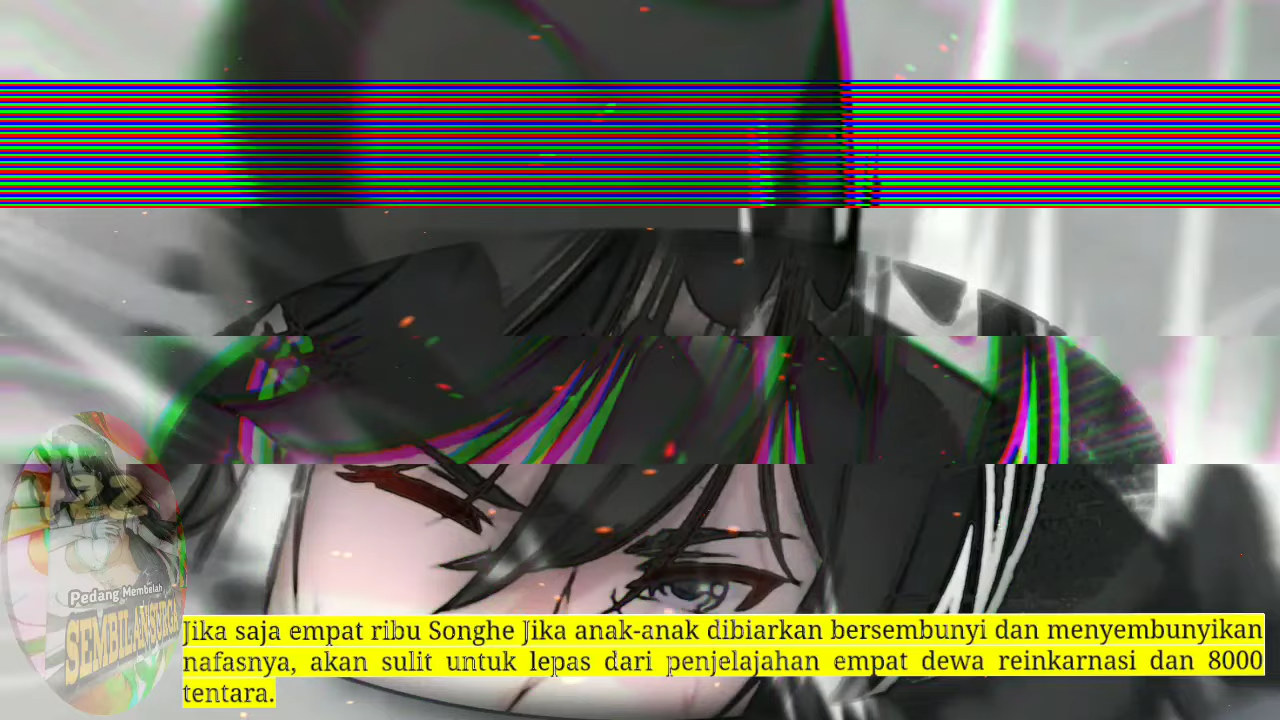 122
Pedang Membelah
SEMBILAN SURGA
Jika saja empat ribu Songhe Jika anak-anak dibiarkan bersembunyi dan menyembunyikan
nafasnya, akan sulit untuk lepas dari penjelajahan empat dewa reinkarnasi dan 8000
tentara.